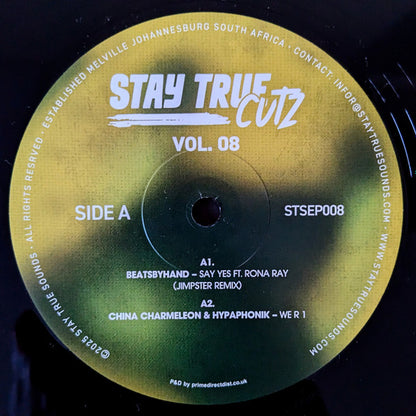 STAY TRUE
CUTZ
VOL. 08
SIDE A
STSEP008
A1.
BEATSBYHAND – SAY YES FT. RONA RAY
(JIMPSTER REMIX)
A2.
CHINA CHARMELEON & HYPAPHONIK – WE R 1
P&D by primedirectdist.co.uk
©2025 STAY TRUE SOUNDS · ALL RIGHTS RESRVED · ESTABLISHED MELVILLE JOHANNESBURG SOUTH AFRICA · CONTACT: INFOR@STAYTRUESOUNDS.COM · WWW.STAYTRUESOUNDS.COM